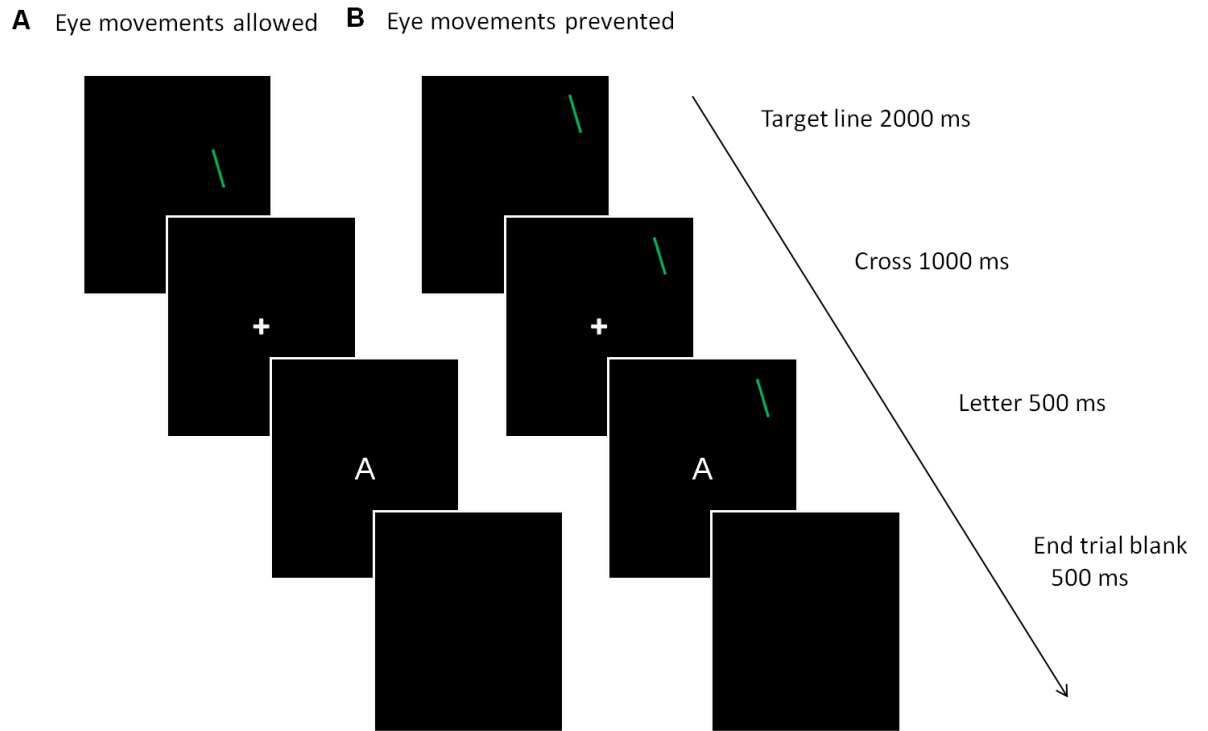 A Eye movements allowed
B Eye movements prevented
Target line 2000 ms
Cross 1000 ms
+
+
Letter 500 ms
A
A
End trial blank
500 ms